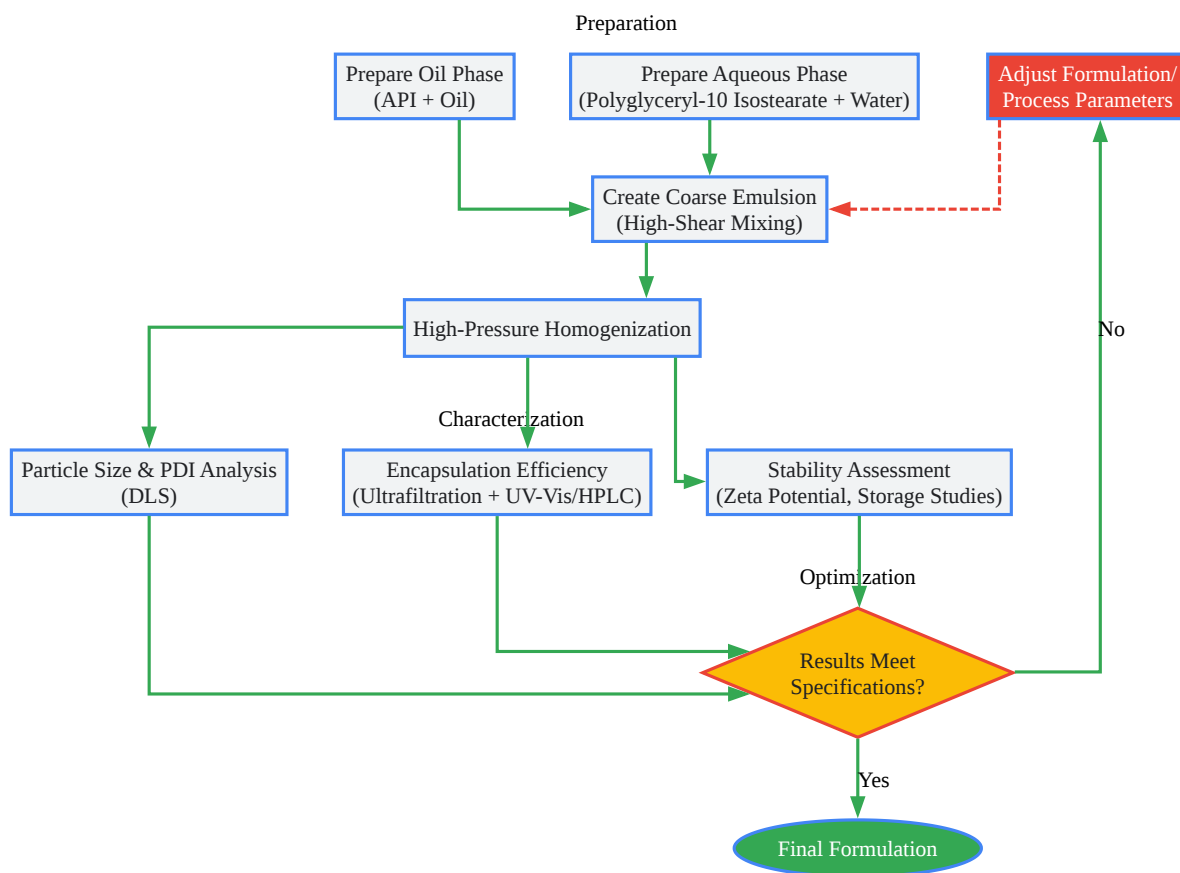 Preparation
Prepare Oil Phase
(API + Oil)
Prepare Aqueous Phase
(Polyglyceryl-10 Isostearate + Water)
Adjust Formulation/
Process Parameters
Create Coarse Emulsion
(High-Shear Mixing)
High-Pressure Homogenization
No
Characterization
Particle Size & PDI Analysis
(DLS)
Encapsulation Efficiency
(Ultrafiltration + UV-Vis/HPLC)
Stability Assessment
(Zeta Potential, Storage Studies)
Optimization
Results Meet
Specifications?
Yes
Final Formulation